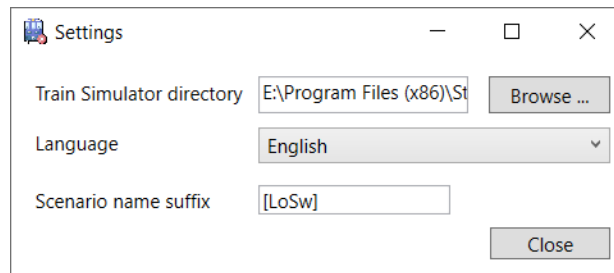 Settings
Train Simulator directory E:\Program Files (x86)\St Browse ...
Language English
Scenario name suffix [LoSw]
Close